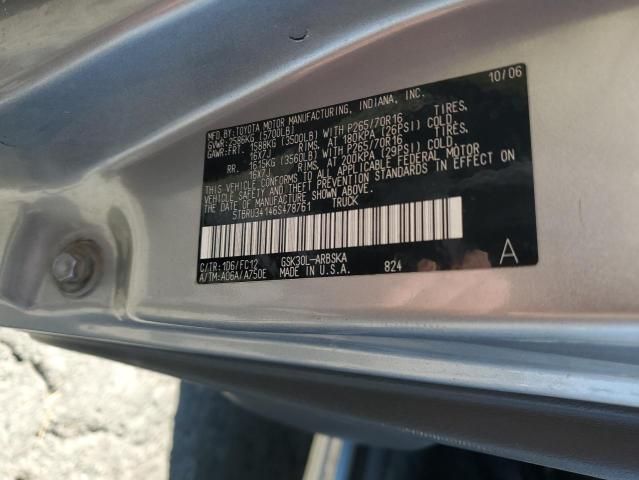 10/06
MFD.BY:TOYOTA MOTOR MANUFACTURING, INDIANA, INC.
GVWR:2586KG (5700LB)
GAWR:FRT. 1588KG (3500LB) WITH P265/70R16 TIRES.
16X7J RIMS. AT 180KPA (26PSI) COLD.
RR. 1615KG (3560LB) WITH P265/70R16 TIRES.
16X7J RIMS. AT 200KPA (29PSI) COLD.
THIS VEHICLE CONFORMS TO ALL APPLICABLE FEDERAL MOTOR
VEHICLE SAFETY AND THEFT PREVENTION STANDARDS IN EFFECT ON
THE DATE OF MANUFACTURE SHOWN ABOVE.
5TBRU34146S478761 TRUCK
C/TR:1D6/FC12 GSK30L-ARBSKA
A/TM:A06A/A750E MADE IN U.S.A. 824
A